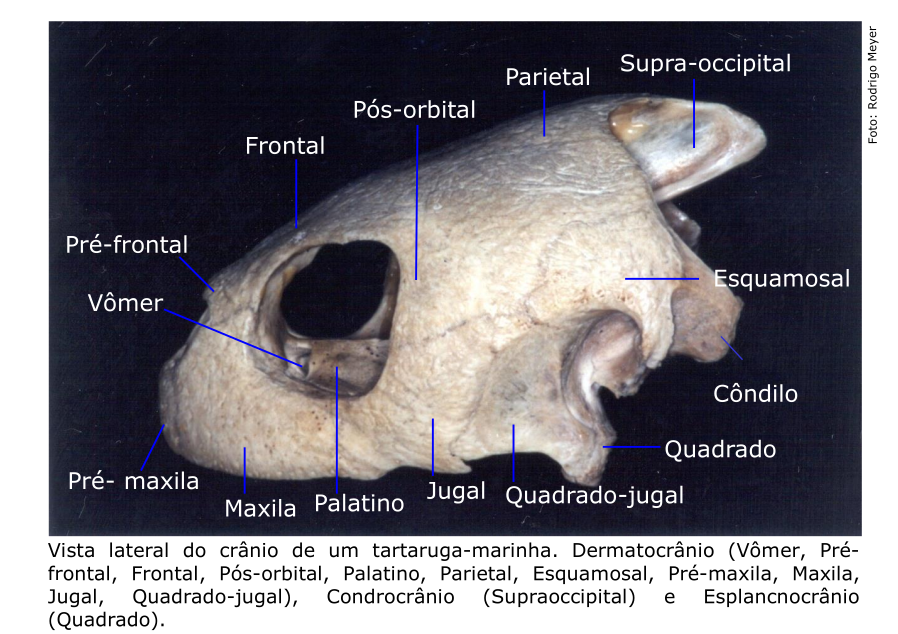 Supra-occipital
Parietal
Pós-orbital
Frontal
Pré-frontal
Vômer
Esquamosal
Côndilo
Quadrado
Pré- maxila
Maxila
Palatino
Jugal
Quadrado-jugal
Foto: Rodrigo Meyer
Vista lateral do crânio de um tartaruga-marinha. Dermatocrânio (Vômer, Pré-
frontal, Frontal, Pós-orbital, Palatino, Parietal, Esquamosal, Pré-maxila, Maxila,
Jugal, Quadrado-jugal), Condrocrânio (Supraoccipital) e Esplancnocrânio
(Quadrado).